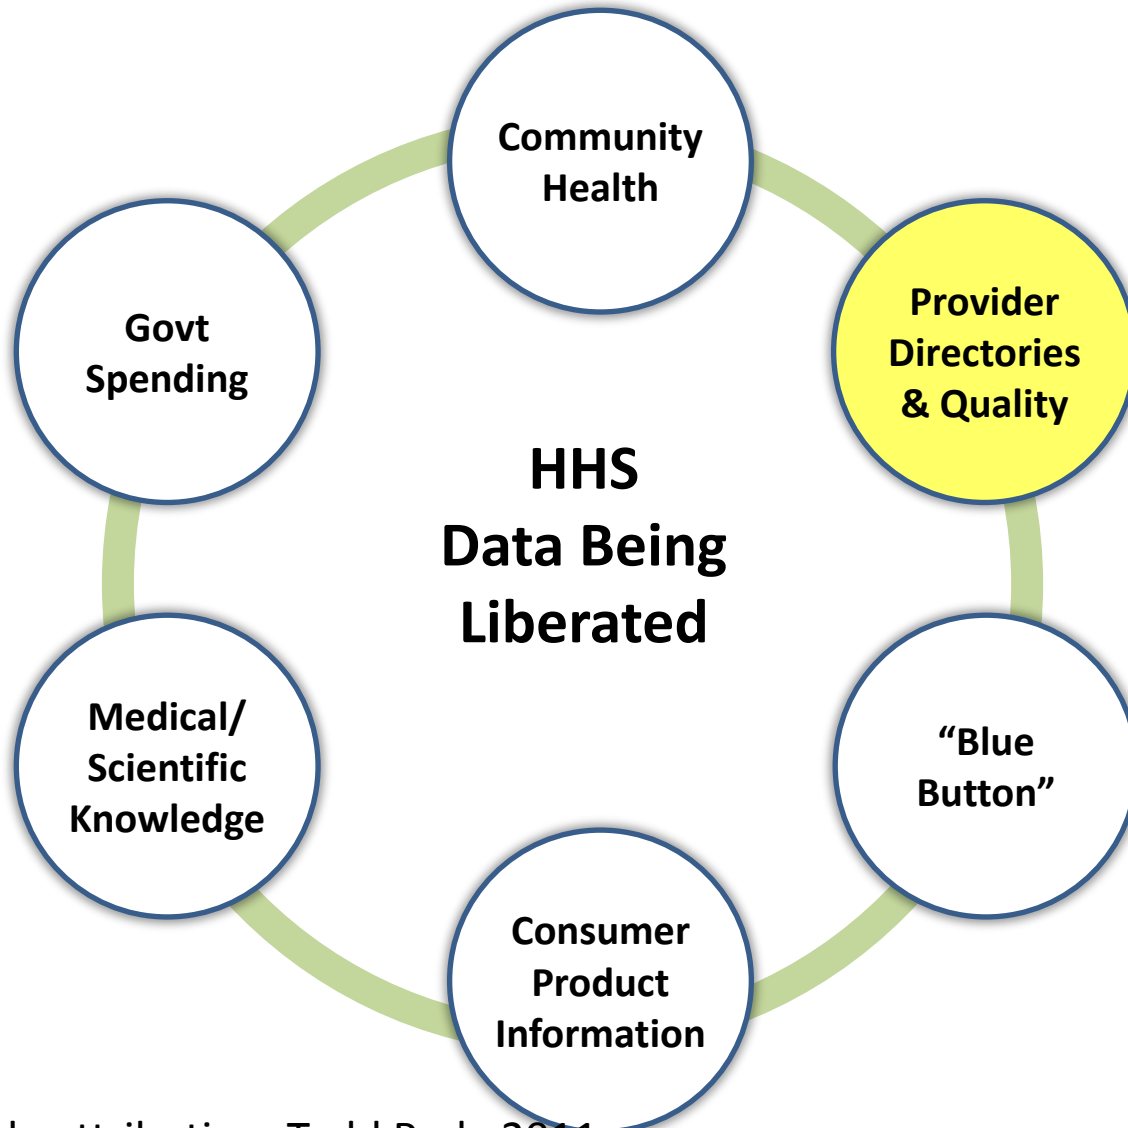 Community
Health
Provider
Directories
& Quality
Govt
Spending
HHS
Data Being
Liberated
Medical/
Scientific
Knowledge
“Blue
Button”
Consumer
Product
Information